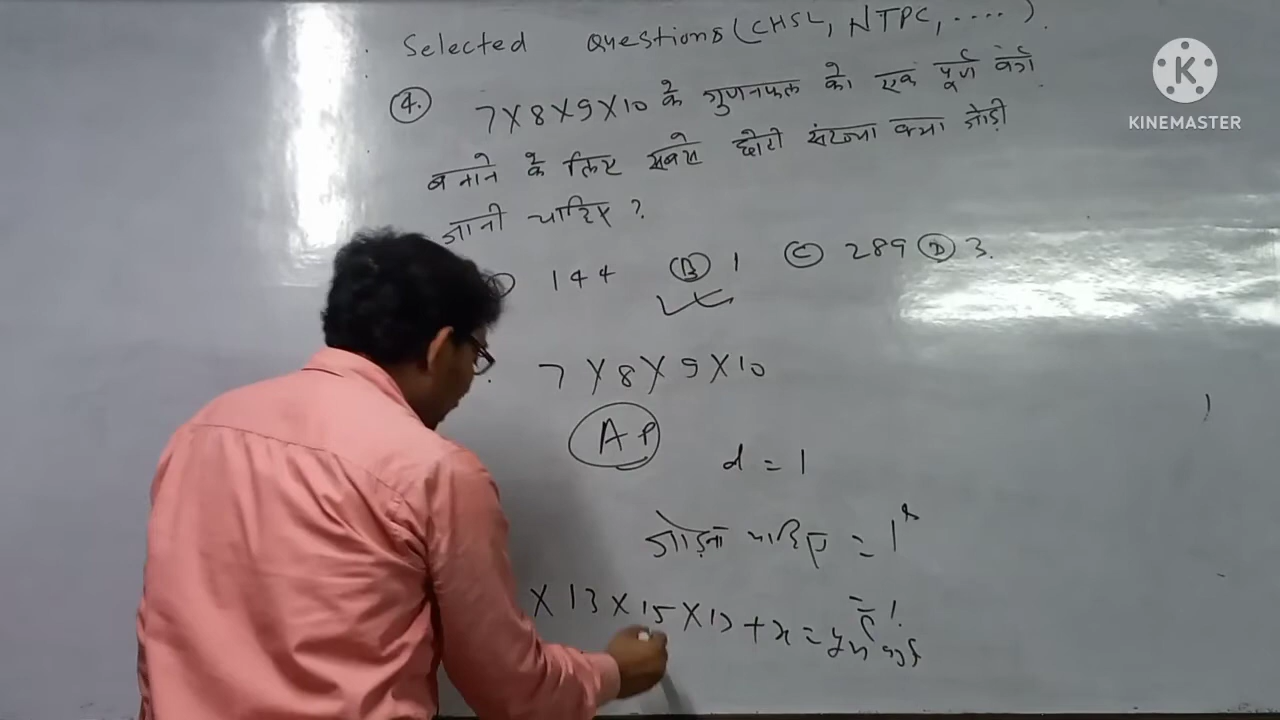 Selected Questions (CHSL, NTPC, ....)
KINEMASTER
④ 7×8×9×10 के गुणनफल को एक पूर्ण वर्ग
बनाने के लिए सबसे छोटी संख्या क्या जोड़ी
जानी चाहिए ?
144 Ⓑ 1 Ⓒ 289 Ⓓ 3.
7×8×9×10
AP
d = 1
जोड़ना चाहिए = 1
×13×15×17+x= पूर्ण वर्ग